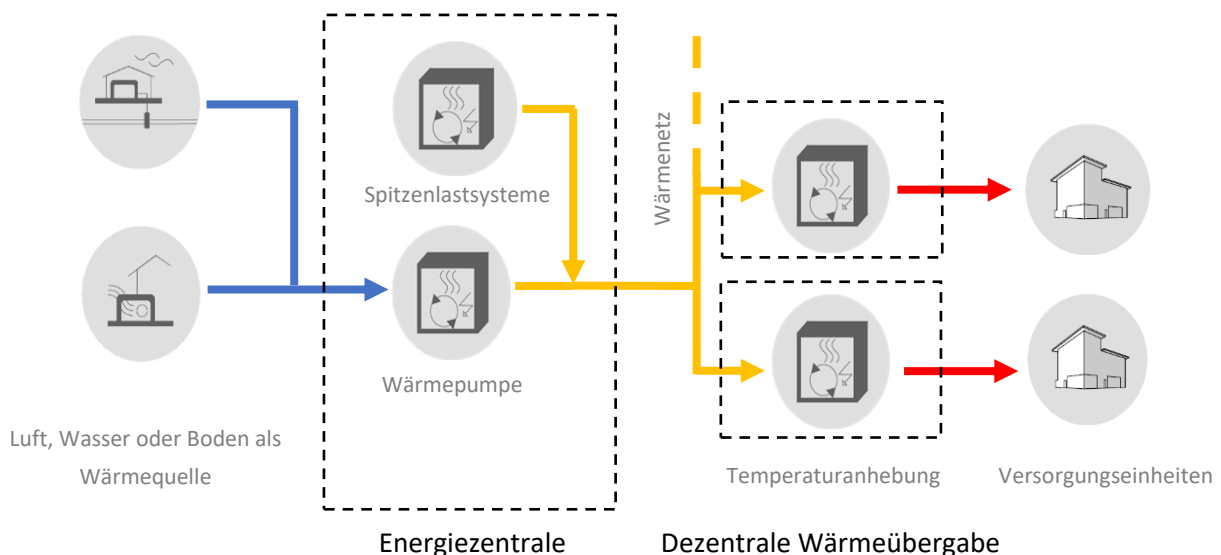 Spitzenlastsysteme
Wärmenetz
Wärmepumpe
Luft, Wasser oder Boden als
Wärmequelle
Temperaturanhebung
Versorgungseinheiten
Energiezentrale
Dezentrale Wärmeübergabe